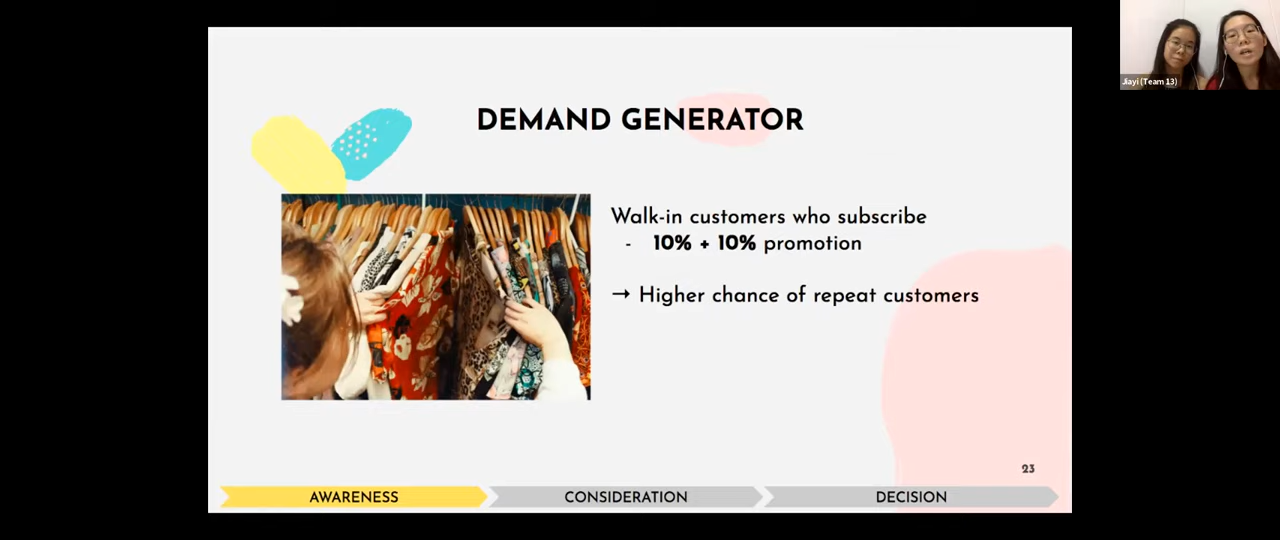 DEMAND GENERATOR
Walk-in customers who subscribe
- 10% + 10% promotion
→ Higher chance of repeat customers
23
AWARENESS
CONSIDERATION
DECISION
Jiayi (Team 13)